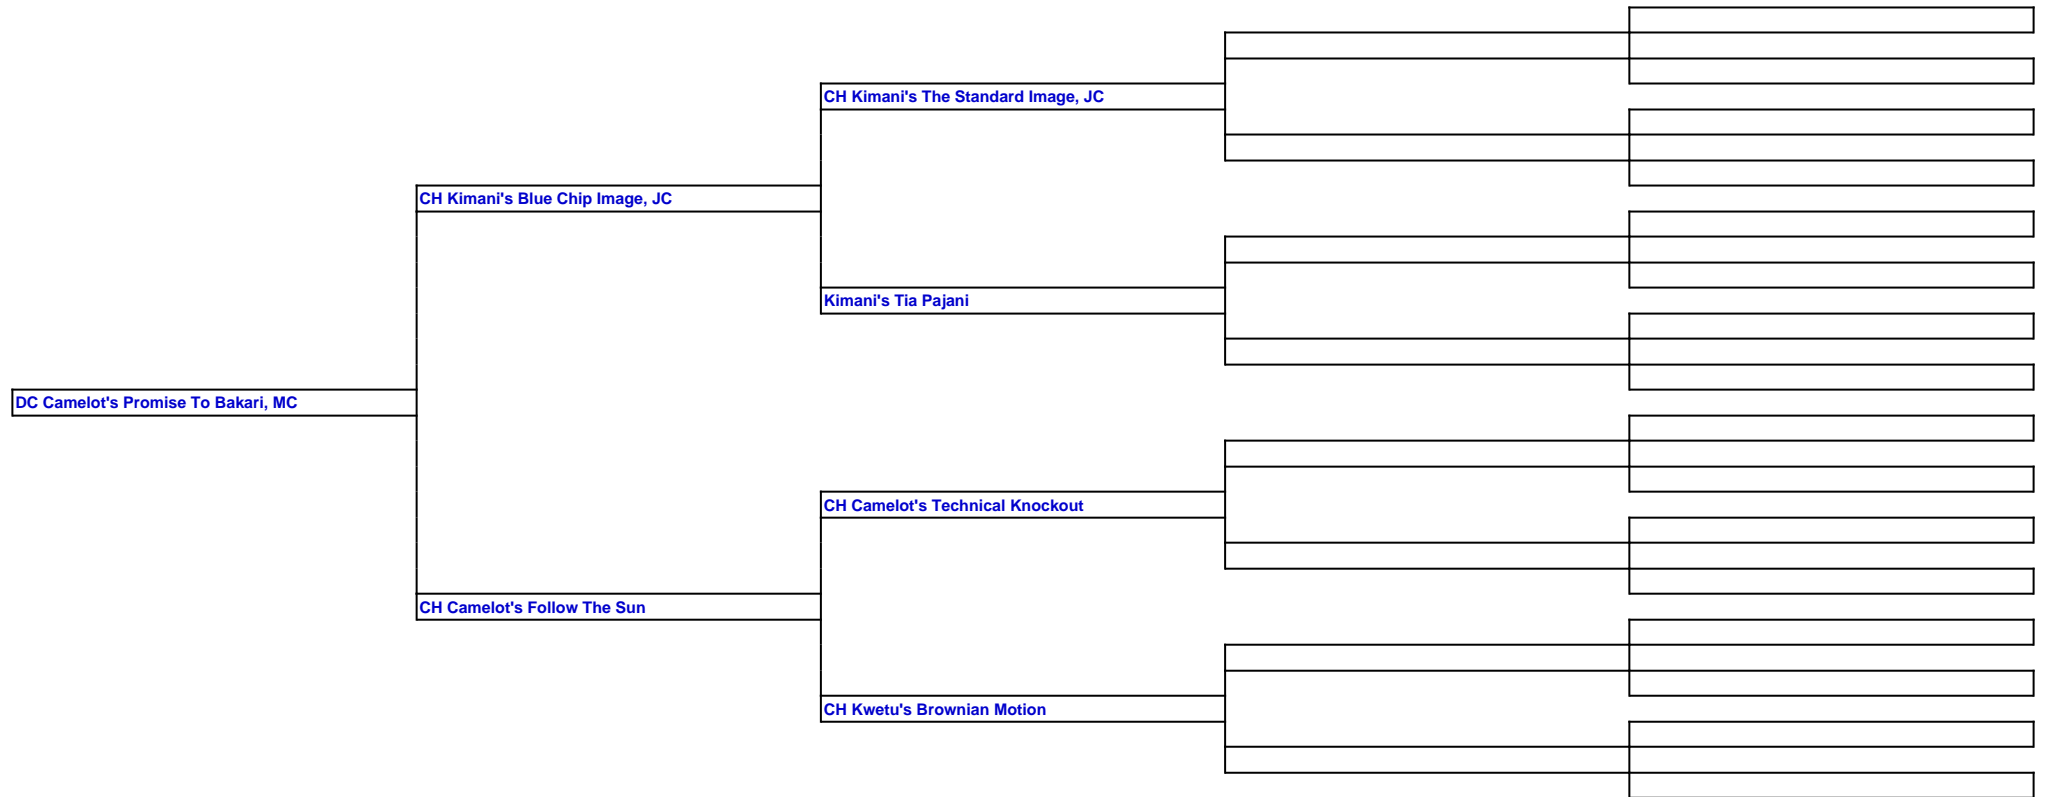 CH Kimani's The Standard Image, JC
CH Kimani's Blue Chip Image, JC
Kimani's Tia Pajani
DC Camelot's Promise To Bakari, MC
CH Camelot's Technical Knockout
CH Camelot's Follow The Sun
CH Kwetu's Brownian Motion